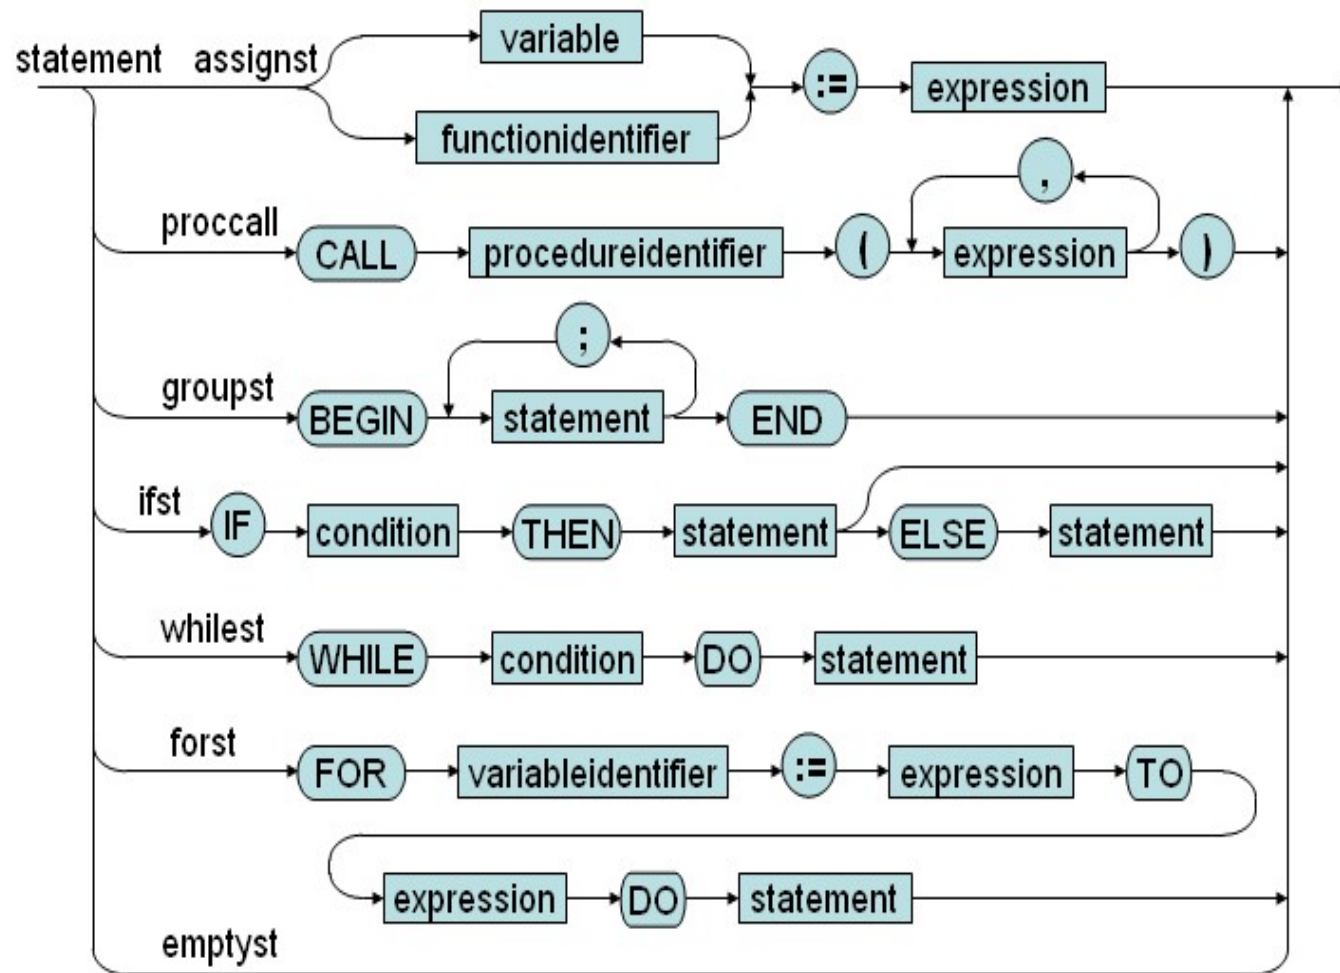 variable
statement assignst := expression
functionidentifier
,
proccall CALL procedureidentifier ( expression )
;
groupst BEGIN statement END
ifst IF condition THEN statement ELSE statement
whilest WHILE condition DO statement
forst FOR variableidentifier := expression TO
expression DO statement
emptyst